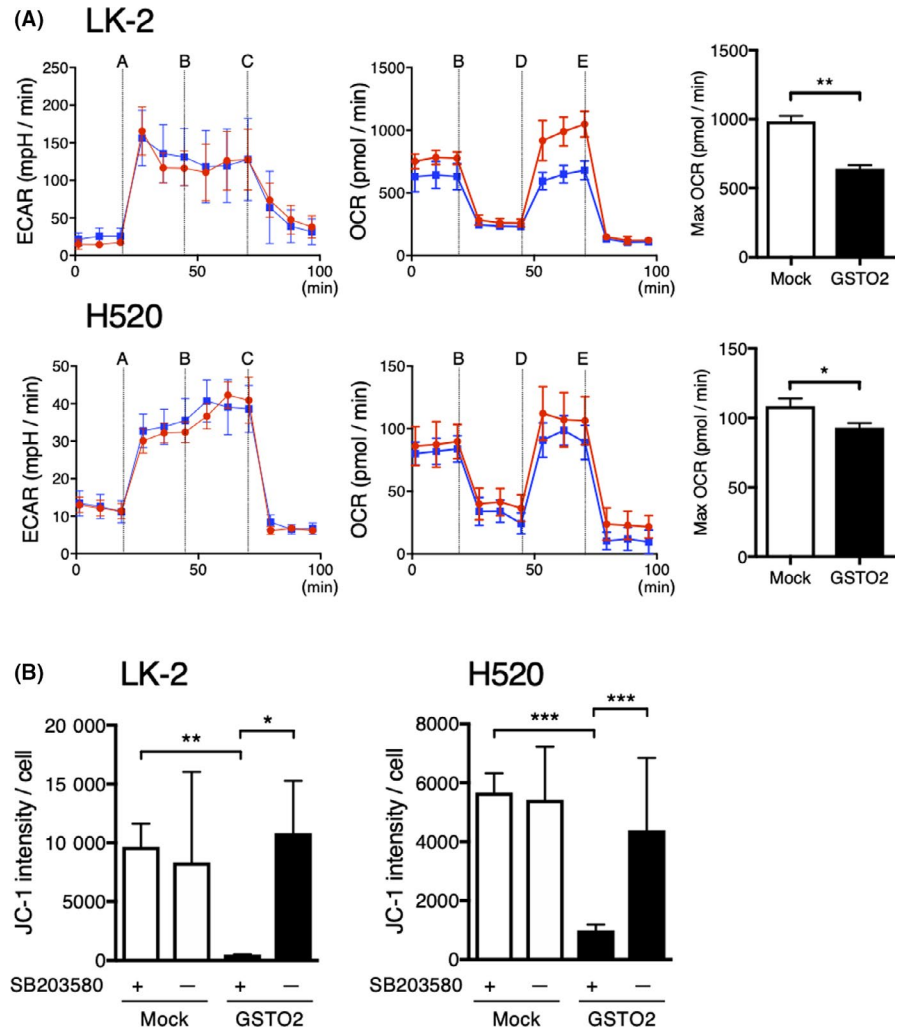 (A)
LK-2
A B C
ECAR (mpH / min)
250
200
150
100
50
0
0 50 100
(min)
B D E
OCR (pmol / min)
1500
1000
500
0
0 50 100
(min)
**
Max OCR (pmol / min)
1500
1000
500
0
Mock GSTO2
H520
A B C
ECAR (mpH / min)
50
40
30
20
10
0
0 50 100
(min)
B D E
OCR (pmol / min)
150
100
50
0
0 50 100
(min)
*
Max OCR (pmol / min)
150
100
50
0
Mock GSTO2
(B)
LK-2
** *
JC-1 intensity / cell
20 000
15 000
10 000
5000
0
SB203580 + — + —
Mock GSTO2
H520
*** ***
JC-1 intensity / cell
8000
6000
4000
2000
0
SB203580 + — + —
Mock GSTO2